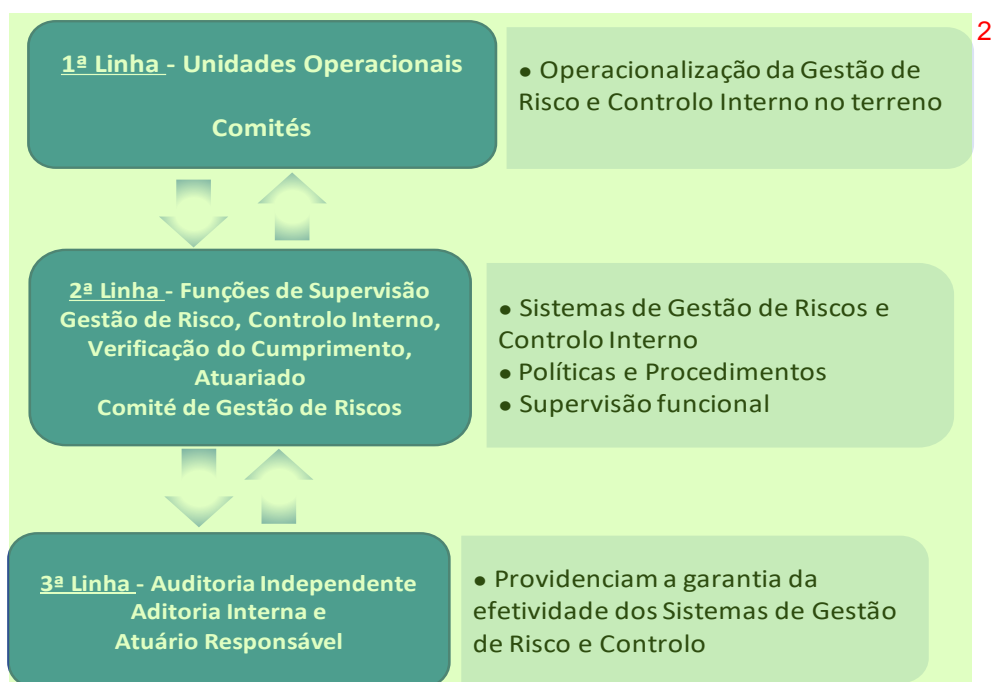 2
1ª Linha - Unidades Operacionais
Comités
● Operacionalização da Gestão de
Risco e Controlo Interno no terreno
2ª Linha - Funções de Supervisão
Gestão de Risco, Controlo Interno,
Verificação do Cumprimento,
Atuariado
Comité de Gestão de Riscos
● Sistemas de Gestão de Riscos e
Controlo Interno
● Políticas e Procedimentos
● Supervisão funcional
3ª Linha - Auditoria Independente
Aditoria Interna e
Atuário Responsável
● Providenciam a garantia da
efetividade dos Sistemas de Gestão
de Risco e Controlo